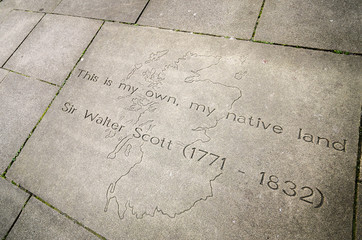 This is my own, my native land
Sir Walter Scott (1771 - 1832)